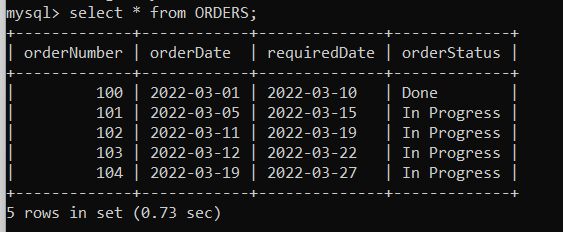 mysql> select * from ORDERS;
+-------------+------------+--------------+-------------+
| orderNumber | orderDate | requiredDate | orderStatus |
+-------------+------------+--------------+-------------+
| 100 | 2022-03-01 | 2022-03-10 | Done |
| 101 | 2022-03-05 | 2022-03-15 | In Progress |
| 102 | 2022-03-11 | 2022-03-19 | In Progress |
| 103 | 2022-03-12 | 2022-03-22 | In Progress |
| 104 | 2022-03-19 | 2022-03-27 | In Progress |
+-------------+------------+--------------+-------------+
5 rows in set (0.73 sec)